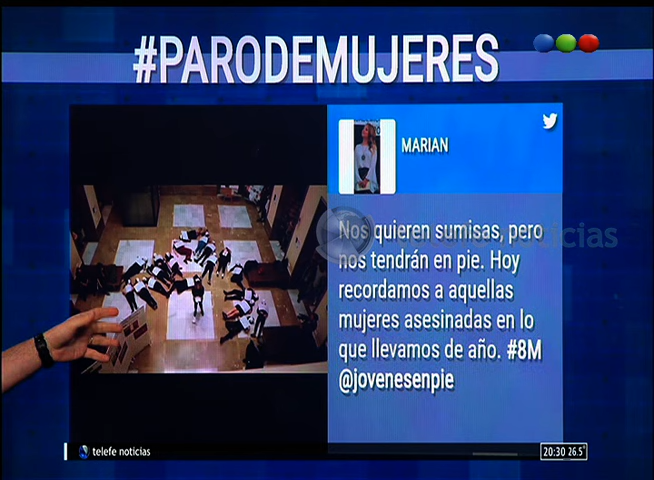 #PARODEMUJERES
MARIAN
Nos quieren sumisas, pero
nos tendrán en pie. Hoy
recordamos a aquellas
mujeres asesinadas en lo
que llevamos de año. #8M
@jovenesenpie
telefe noticias
20:30 26.5°